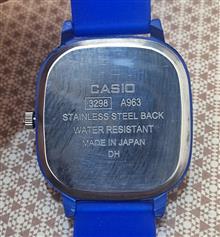 CASIO
3298 A963
STAINLESS STEEL BACK
WATER RESISTANT
MADE IN JAPAN
DH